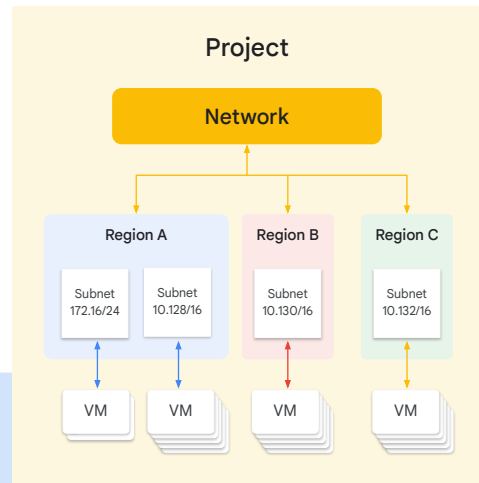 Project
Network
Region A
Region B
Region C
Subnet
172.16/24
Subnet
10.128/16
Subnet
10.130/16
Subnet
10.132/16
VM
VM
VM
VM